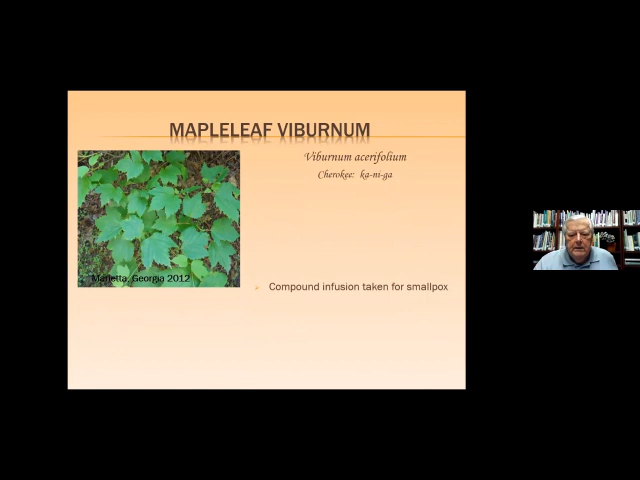 MAPLELEAF VIBURNUM
Viburnum acerifolium
Cherokee: ka-ni-ga
Marietta, Georgia 2012
Compound infusion taken for smallpox